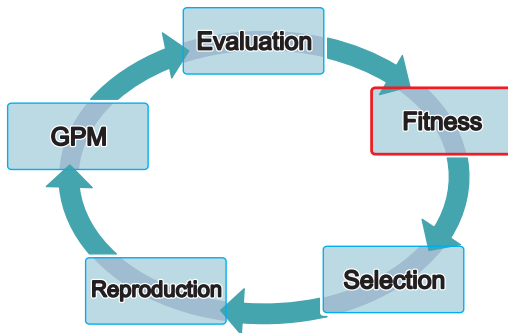 Evaluation
Fitness
Selection
Reproduction
GPM